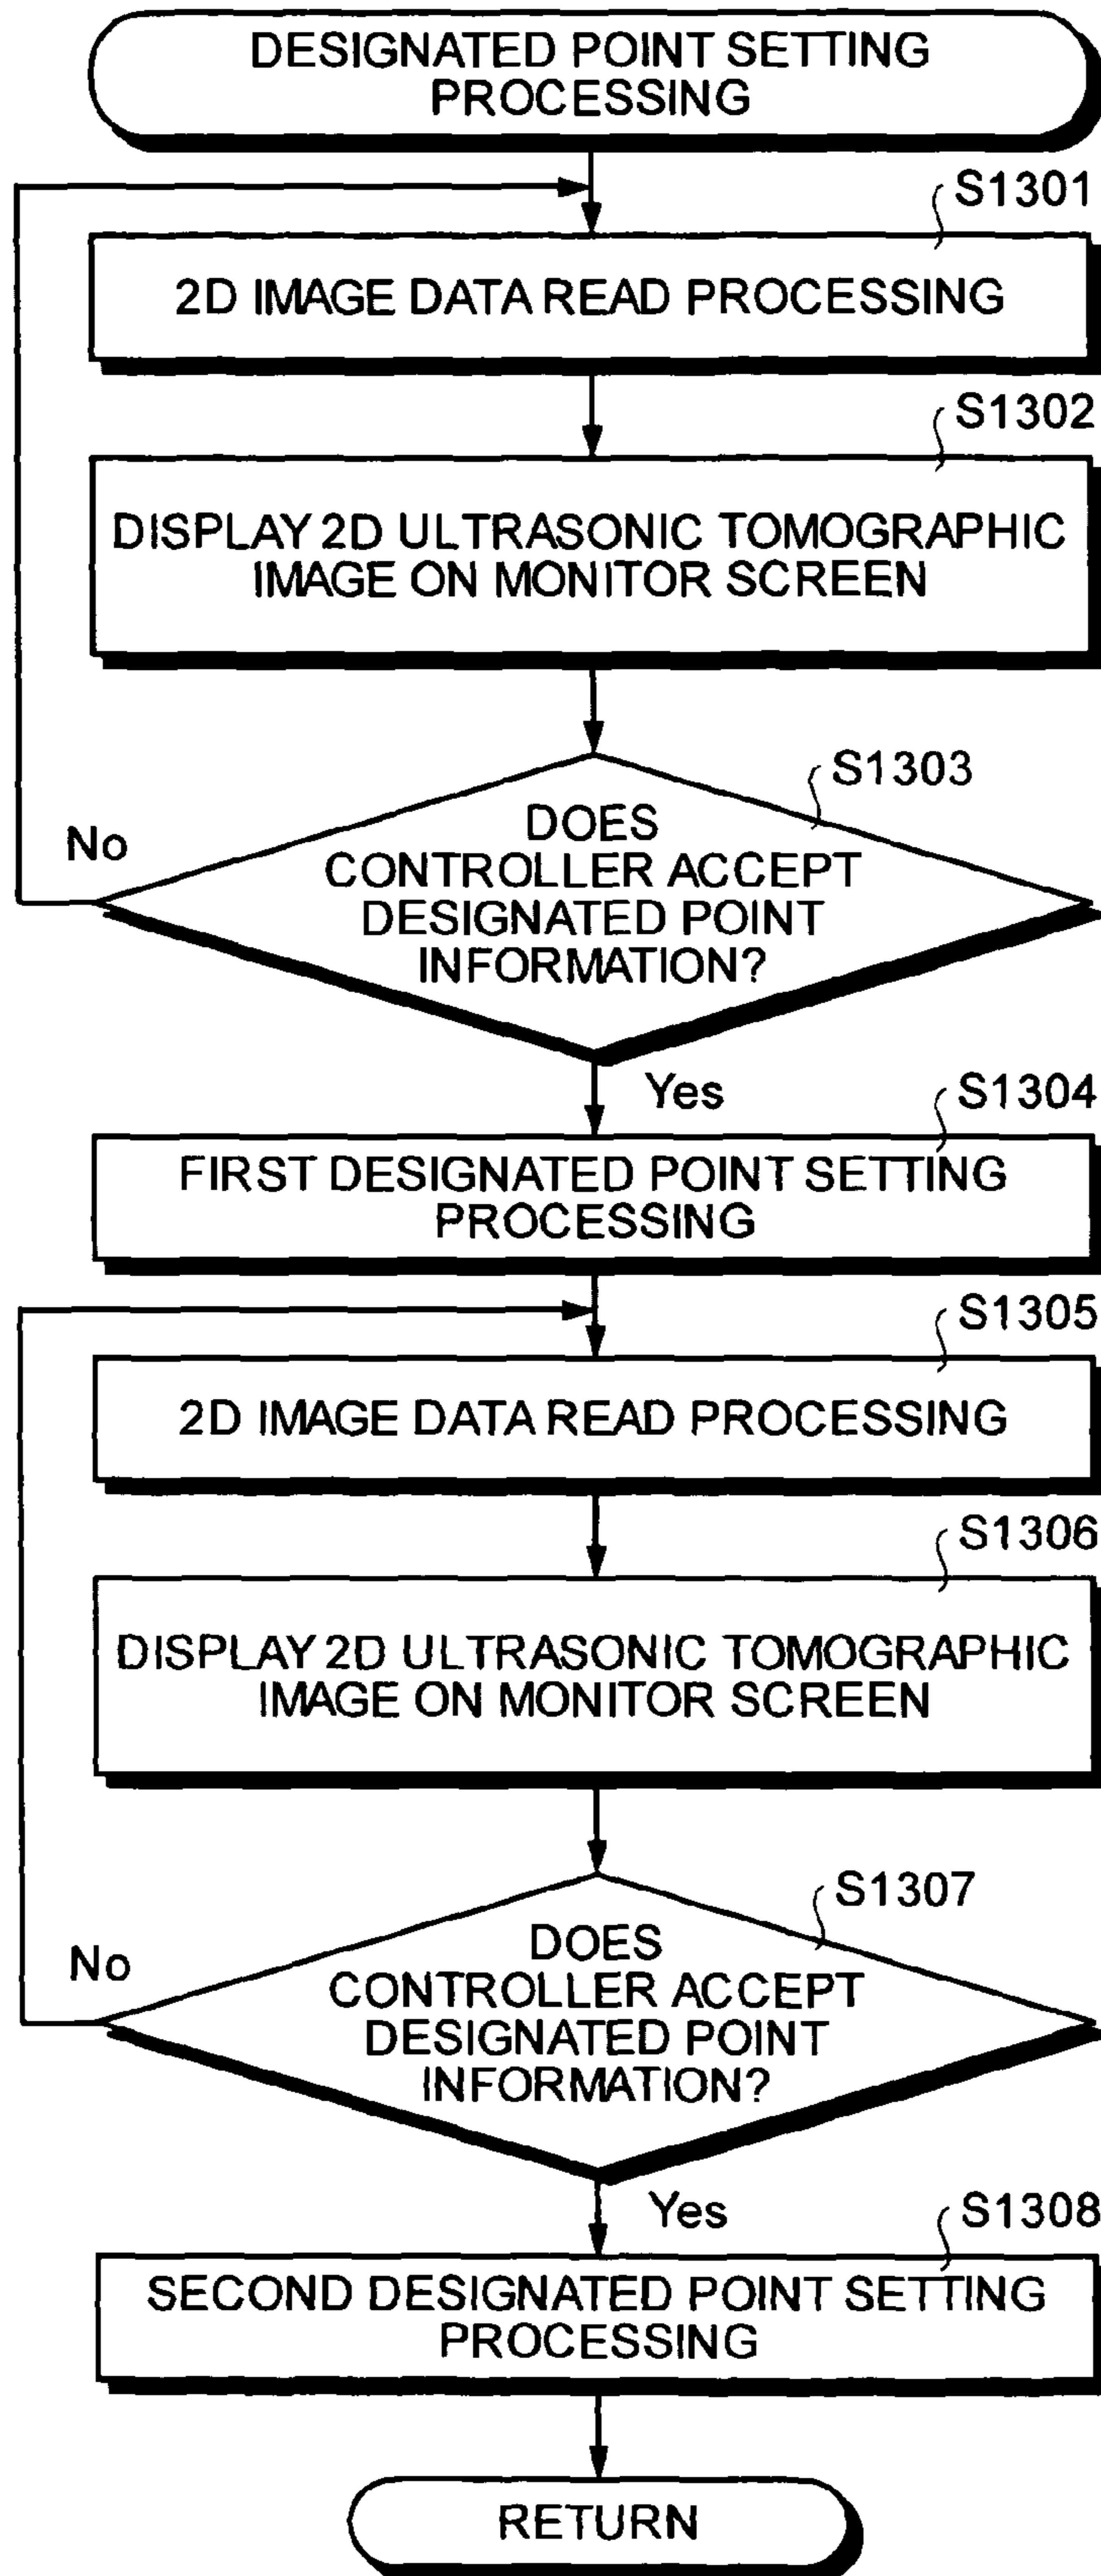 DESIGNATED POINT SETTING
PROCESSING
S1301
2D IMAGE DATA READ PROCESSING
S1302
DISPLAY 2D ULTRASONIC TOMOGRAPHIC
IMAGE ON MONITOR SCREEN
S1303
No
DOES
CONTROLLER ACCEPT
DESIGNATED POINT
INFORMATION?
Yes
S1304
FIRST DESIGNATED POINT SETTING
PROCESSING
S1305
2D IMAGE DATA READ PROCESSING
S1306
DISPLAY 2D ULTRASONIC TOMOGRAPHIC
IMAGE ON MONITOR SCREEN
S1307
No
DOES
CONTROLLER ACCEPT
DESIGNATED POINT
INFORMATION?
Yes
S1308
SECOND DESIGNATED POINT SETTING
PROCESSING
RETURN